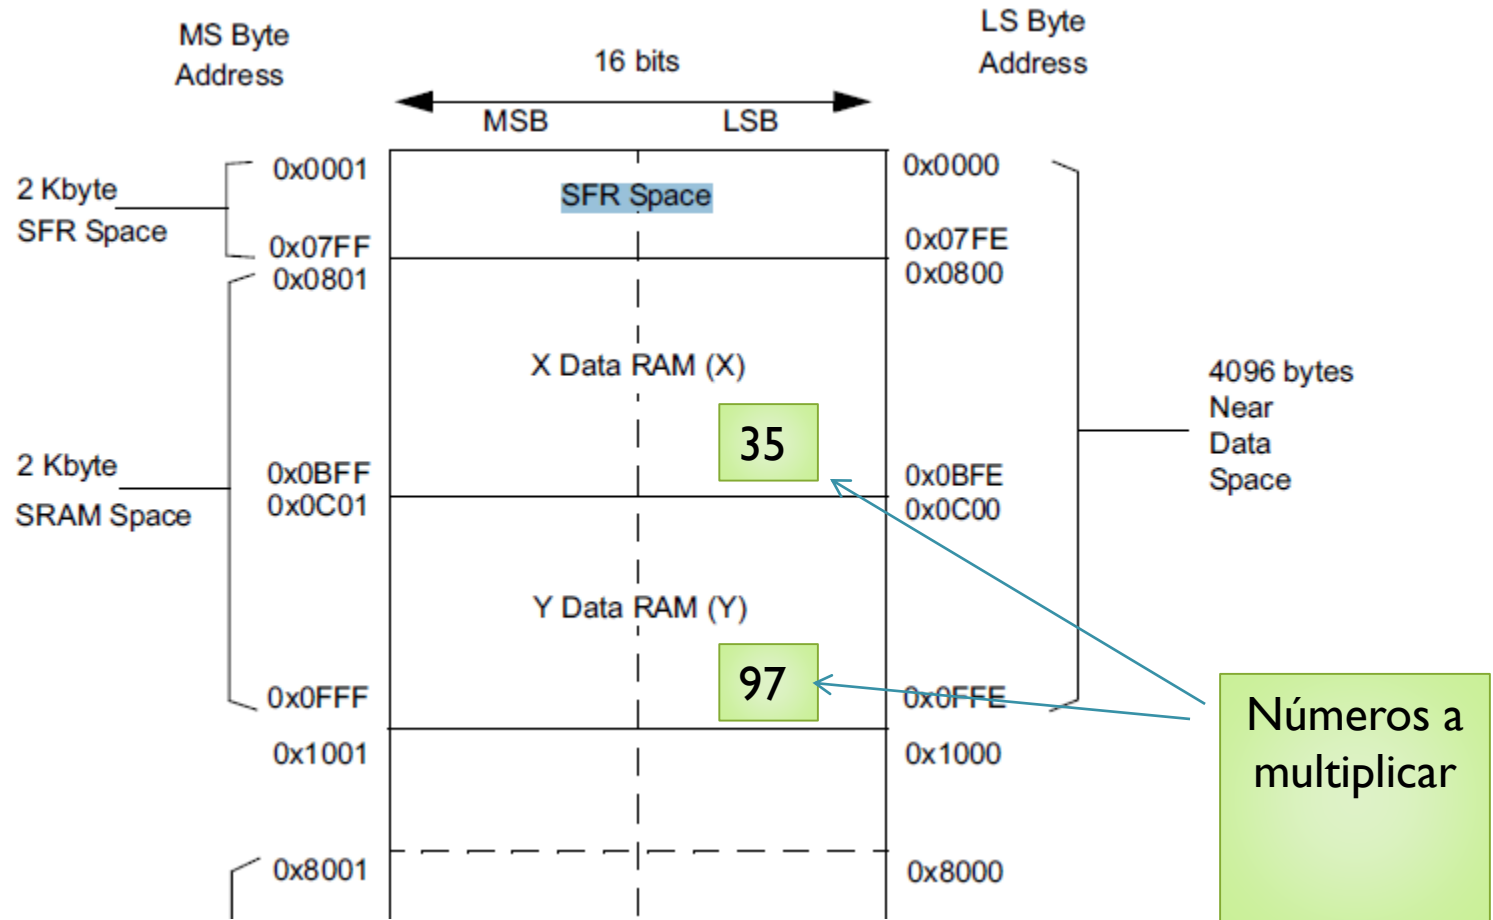 MS Byte
Address
16 bits
LS Byte
Address
MSB
LSB
2 Kbyte
SFR Space
0x0001
SFR Space
0x0000
0x07FF
0x07FE
0x0801
0x0800
X Data RAM (X)
35
4096 bytes
Near
Data
Space
2 Kbyte
SRAM Space
0x0BFF
0x0BFE
0x0C01
0x0C00
Y Data RAM (Y)
97
0x0FFF
0x0FFE
Números a
multiplicar
0x1001
0x1000
0x8001
0x8000